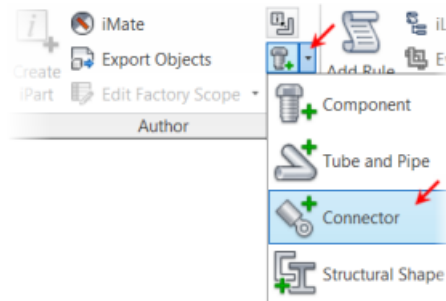 iMate
Export Objects
Create
iPart
Edit Factory Scope
Author
Add Rule
Component
Tube and Pipe
Connector
Structural Shape